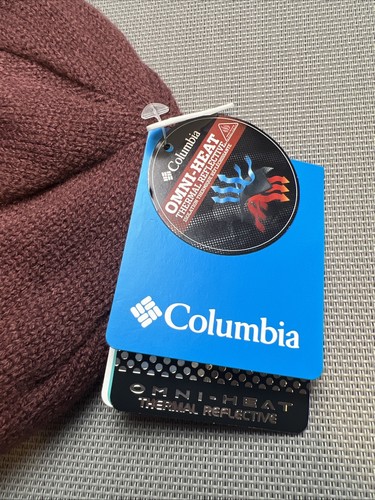 Columbia
OMNI-HEAT
THERMAL REFLECTIVE
Columbia
OMNI-HEAT
THERMAL REFLECTIVE